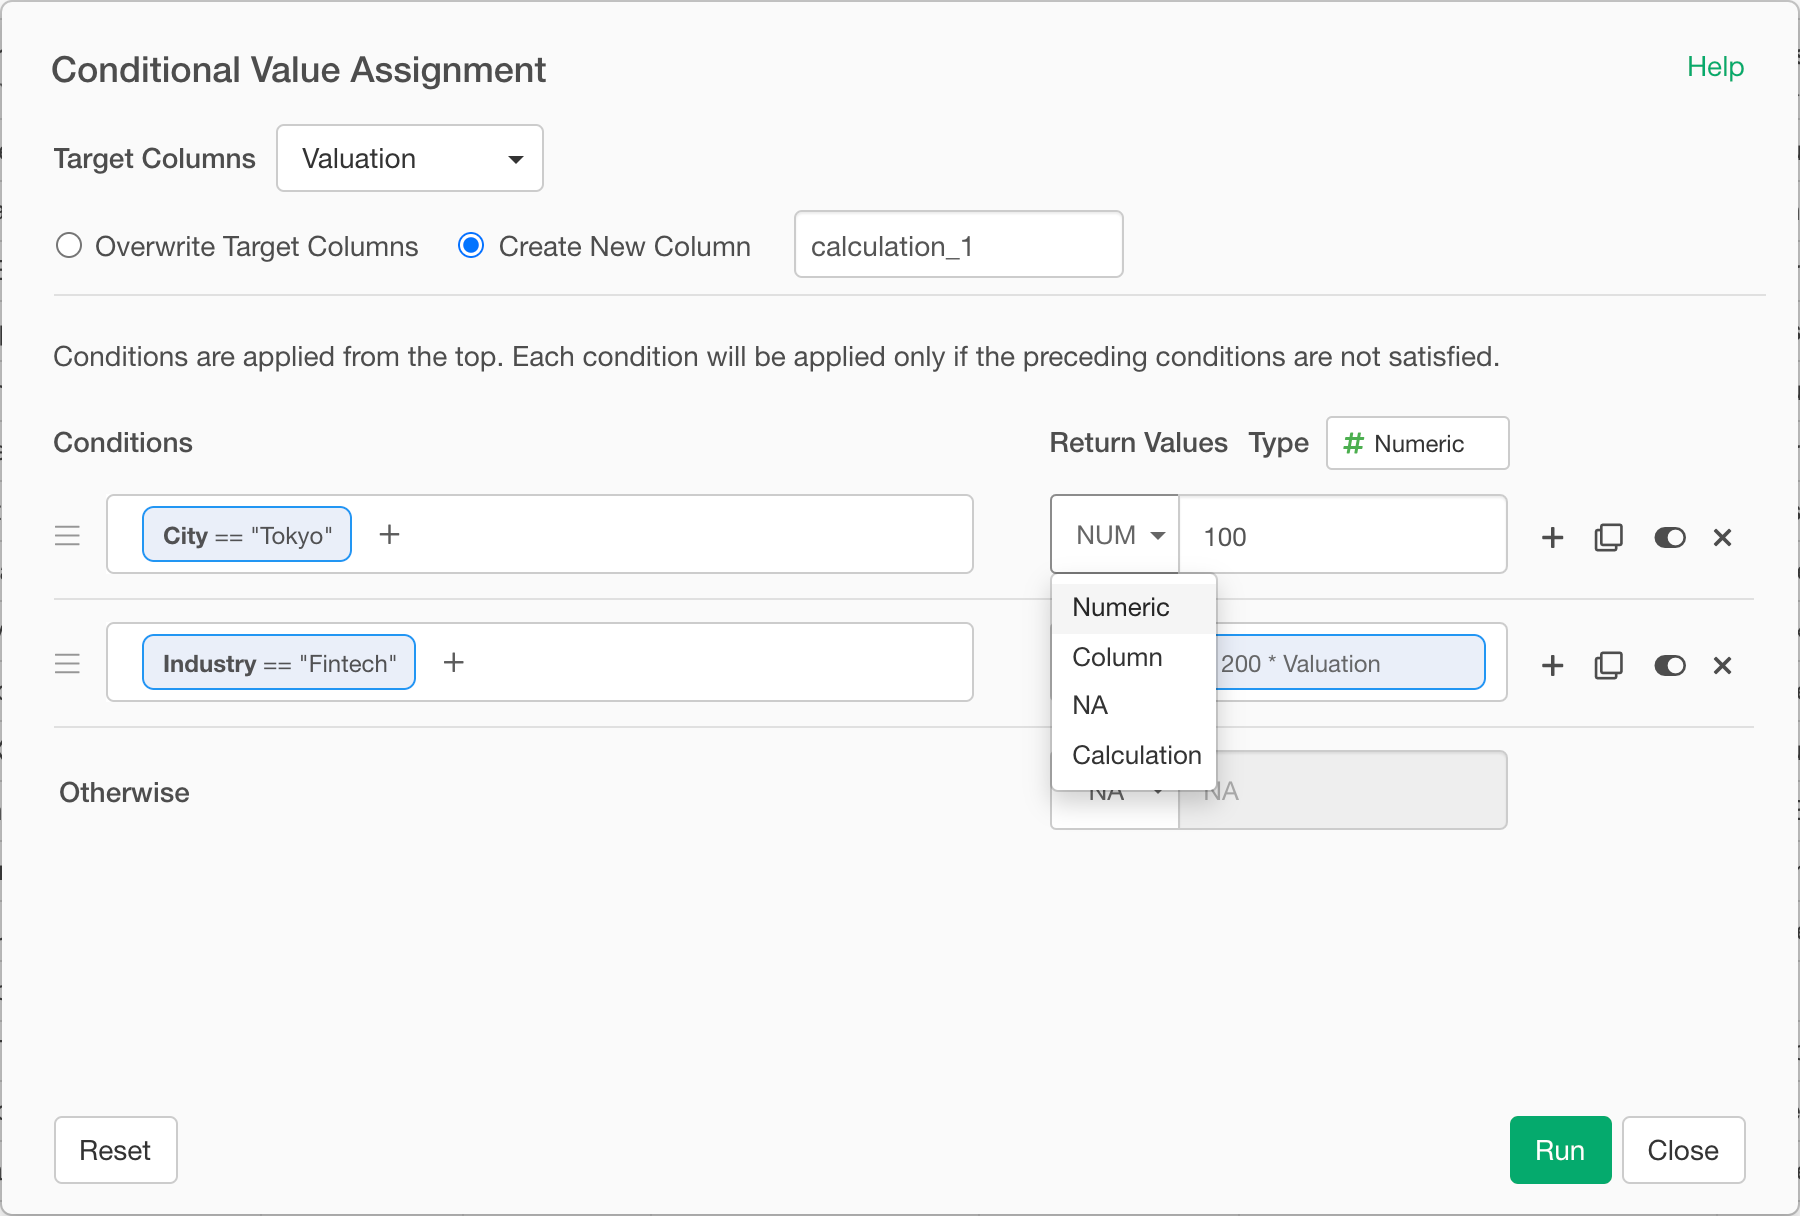 Conditional Value Assignment
Help
Target Columns Valuation
Overwrite Target Columns Create New Column calculation_1
Conditions are applied from the top. Each condition will be applied only if the preceding conditions are not satisfied.
Conditions Return Values Type # Numeric
City == "Tokyo" + NUM 100
Numeric
Industry == "Fintech" + Column 200 * Valuation
NA
Calculation
Otherwise NA NA
Reset Run Close